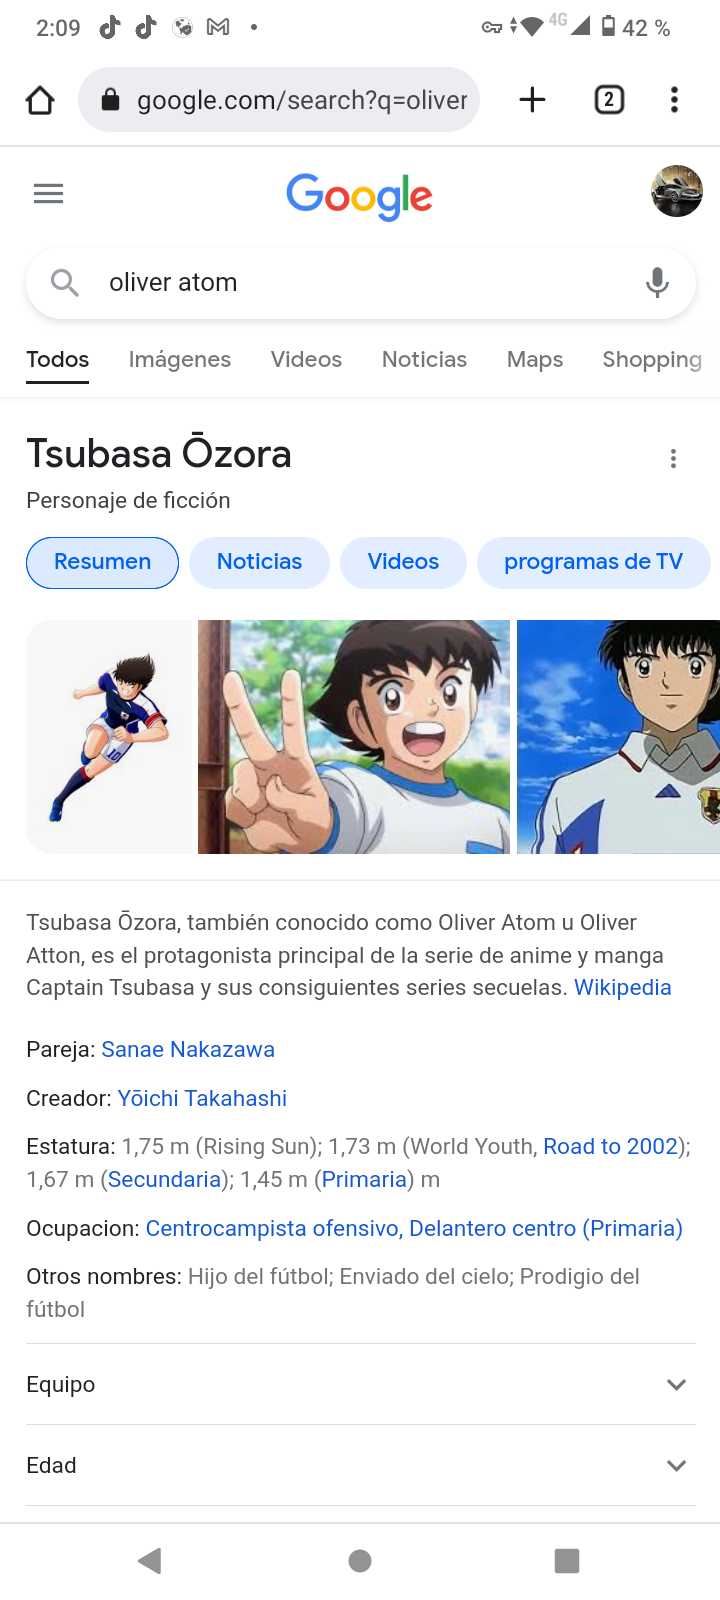 2:09
4G
42 %
google.com/search?q=oliver
2
Google
oliver atom
Todos Imágenes Videos Noticias Maps Shopping
Tsubasa Ōzora
Personaje de ficción
Resumen Noticias Videos programas de TV
10
Tsubasa Ōzora, también conocido como Oliver Atom u Oliver
Atton, es el protagonista principal de la serie de anime y manga
Captain Tsubasa y sus consiguientes series secuelas. Wikipedia
Pareja: Sanae Nakazawa
Creador: Yōichi Takahashi
Estatura: 1,75 m (Rising Sun); 1,73 m (World Youth, Road to 2002);
1,67 m (Secundaria); 1,45 m (Primaria) m
Ocupacion: Centrocampista ofensivo, Delantero centro (Primaria)
Otros nombres: Hijo del fútbol; Enviado del cielo; Prodigio del
fútbol
Equipo
Edad